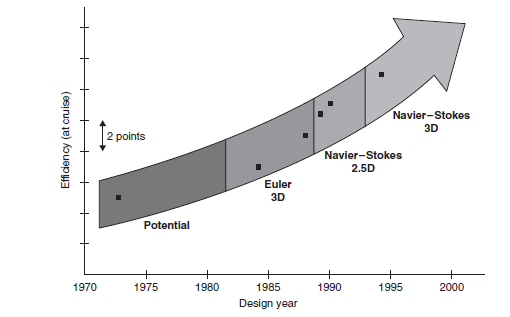 Efficiency (at cruise)
2 points
Navier–Stokes
3D
Navier–Stokes
2.5D
Euler
3D
Potential
1970 1975 1980 1985 1990 1995 2000
Design year